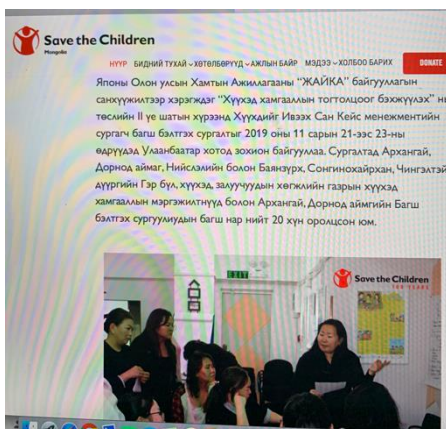 Save the Children
Mongolia
НҮҮР БИДНИЙ ТУХАЙ ХӨТӨЛБӨРҮҮД АЖЛЫН БАЙР МЭДЭЭ ХОЛБОО БАРИХ DONATE
Японы Олон улсын Хамтын Ажиллагааны “ЖАЙКА” байгууллагын
санхүүжилтээр хэрэгждэг “Хүүхэд хамгааллын тогтолцоог бэхжүүлэх”
төслийн II үе шатын хүрээнд Хүүхдийг Ивээх Сан Кейс менежментийн
сургагч багш бэлтгэх сургалтыг 2019 оны 11 сарын 21-ээс 23-ны
өдрүүдэд Улаанбаатар хотод зохион байгууллаа. Сургалтад Архангай,
Дорнод аймаг, Нийслэлийн болон Баянзүрх, Сонгинохайрхан, Чингэлтэй
дүүргийн Гэр бүл, хүүхэд, залуучуудын хөгжлийн газрын хүүхэд
хамгааллын мэргэжилтнүүд болон Архангай, Дорнод аймгийн Багш
бэлтгэх сургуулиудын багш нар нийт 20 хүн оролцсон юм.
EXIT
Save the Children
100 YEARS